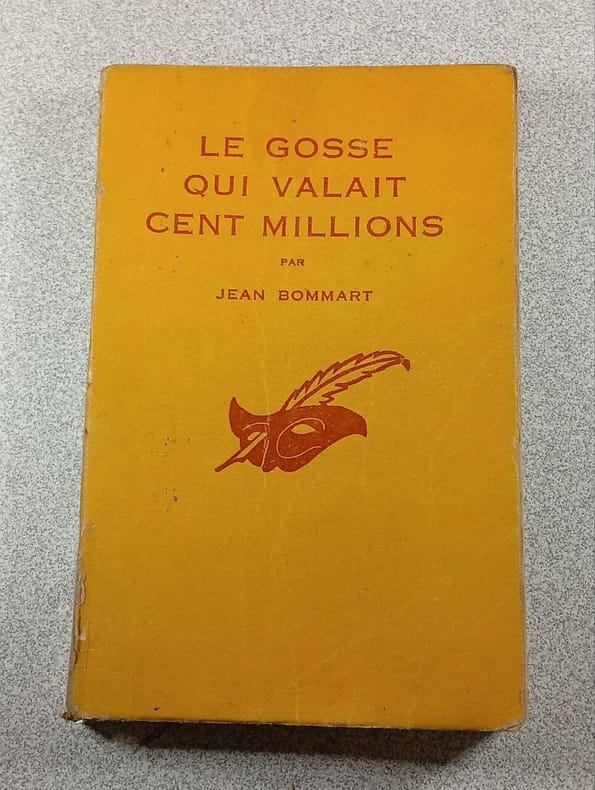 LE GOSSE
QUI VALAIT
CENT MILLIONS
PAR
JEAN BOMMART